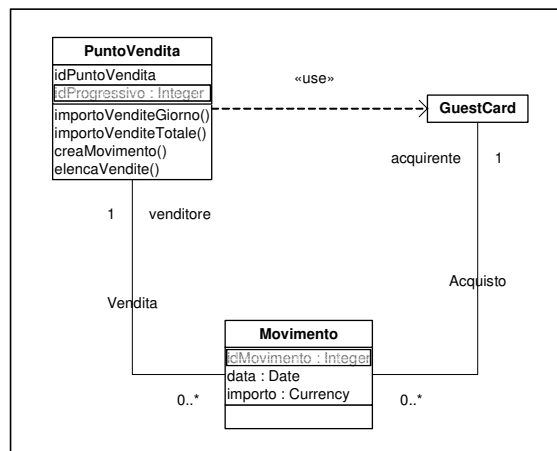 PuntoVendita
idPuntoVendita
idProgressivo : Integer
importoVenditeGiorno()
importoVenditeTotale()
creaMovimento()
elencaVendite()
«use»
GuestCard
acquirente 1
1 venditore
Vendita
Acquisto
Movimento
idMovimento : Integer
data : Date
importo : Currency
0..*
0..*